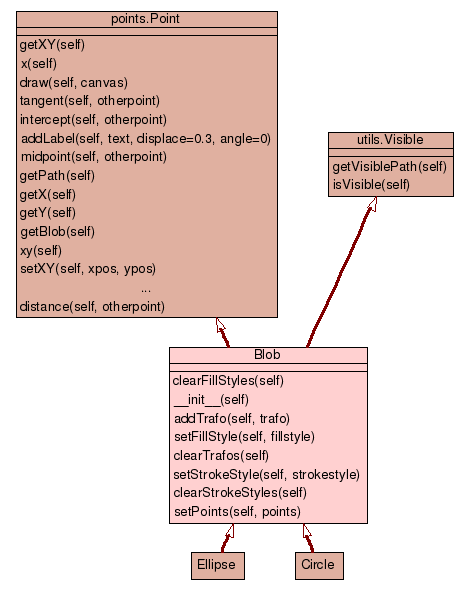 points.Point
getXY(self)
x(self)
draw(self, canvas)
tangent(self, otherpoint)
intercept(self, otherpoint)
addLabel(self, text, displace=0.3, angle=0)
midpoint(self, otherpoint)
getPath(self)
getX(self)
getY(self)
getBlob(self)
xy(self)
setXY(self, xpos, ypos)
...
distance(self, otherpoint)
utils.Visible
getVisiblePath(self)
isVisible(self)
Blob
clearFillStyles(self)
__init__(self)
addTrafo(self, trafo)
setFillStyle(self, fillstyle)
clearTrafos(self)
setStrokeStyle(self, strokestyle)
clearStrokeStyles(self)
setPoints(self, points)
Ellipse
Circle